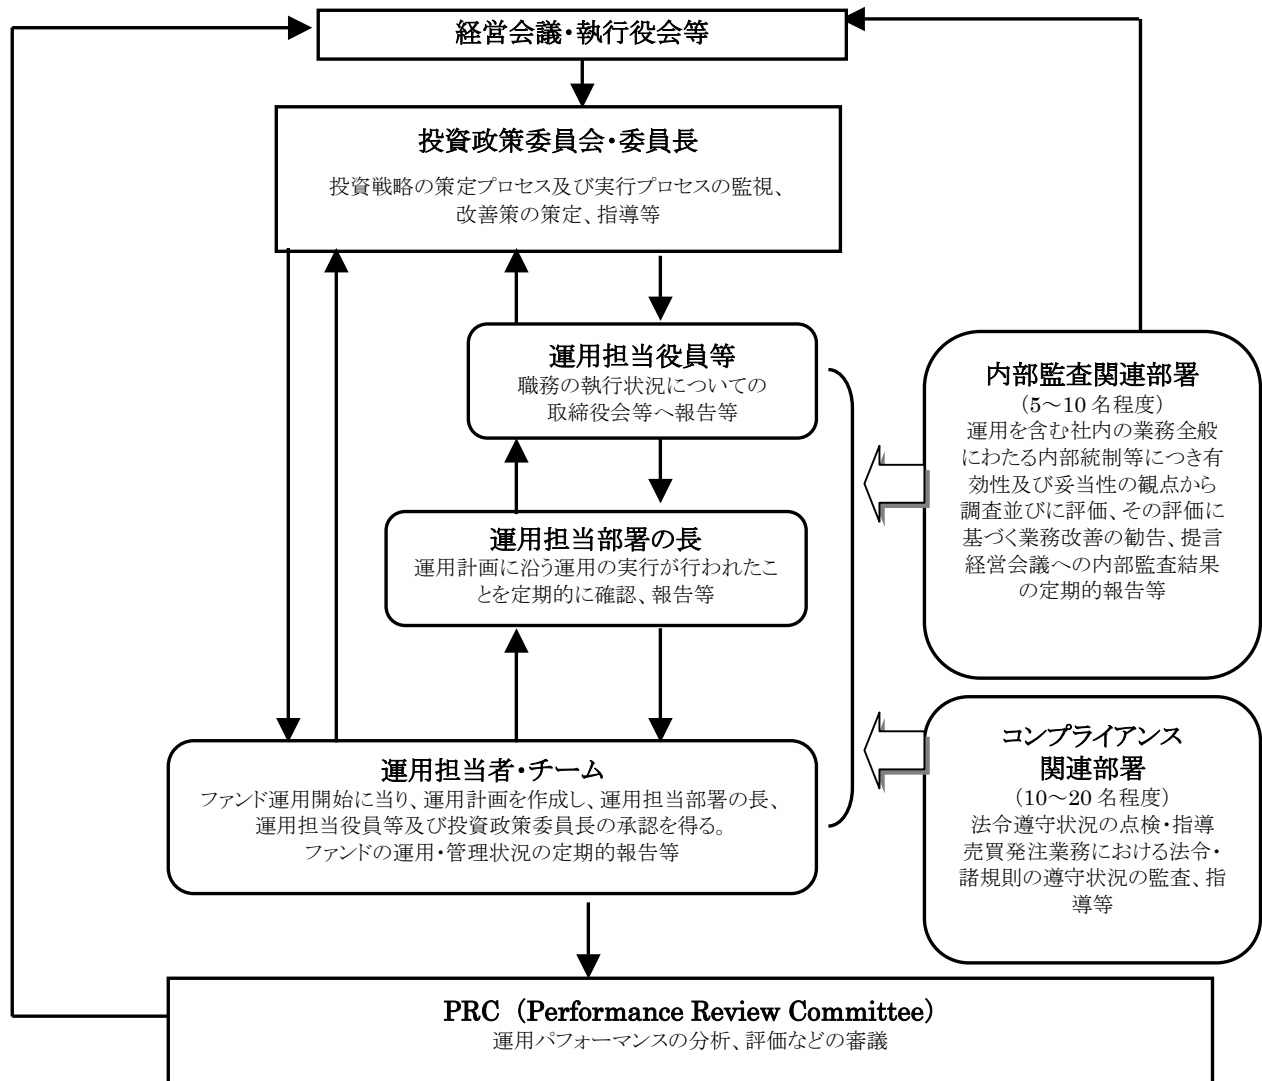 経営会議・執行役会等
投資政策委員会・委員長
投資戦略の策定プロセス及び実行プロセスの監視、
改善策の策定、指導等
運用担当役員等
職務の執行状況についての
取締役会等へ報告等
運用担当部署の長
運用計画に沿う運用の実行が行われたこ
とを定期的に確認、報告等
運用担当者・チーム
ファンド運用開始に当り、運用計画を作成し、運用担当部署の長、
運用担当役員等及び投資政策委員長の承認を得る。
ファンドの運用・管理状況の定期的報告等
内部監査関連部署
（5～10 名程度）
運用を含む社内の業務全般
にわたる内部統制等につき有
効性及び妥当性の観点から
調査並びに評価、その評価に
基づく業務改善の勧告、提言
経営会議への内部監査結果
の定期的報告等
コンプライアンス
関連部署
（10～20 名程度）
法令遵守状況の点検・指導
売買発注業務における法令・
諸規則の遵守状況の監査、指
導等
PRC（Performance Review Committee）
運用パフォーマンスの分析、評価などの審議